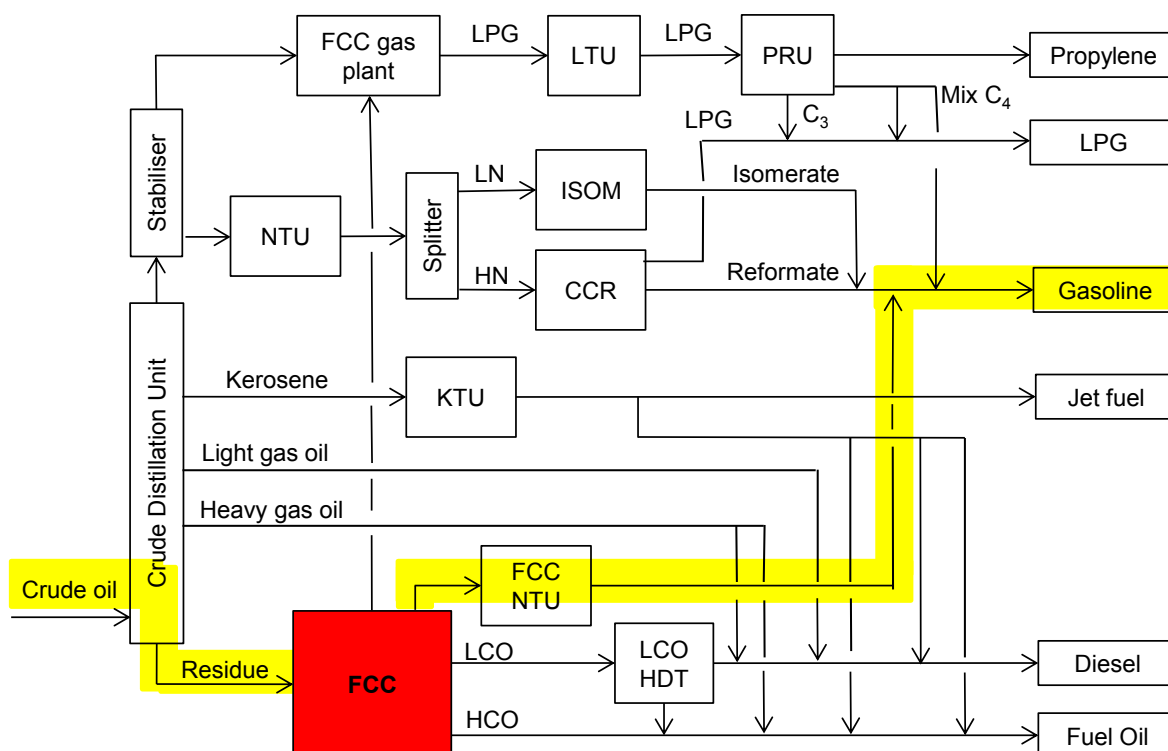 FCC gas
plant
LPG
LTU
LPG
PRU
Propylene
Mix C4
C3
LPG
LPG
Stabiliser
NTU
Splitter
LN
ISOM
Isomerate
HN
CCR
Reformate
Gasoline
Crude Distillation Unit
Kerosene
KTU
Jet fuel
Light gas oil
Heavy gas oil
Crude oil
FCC
NTU
Residue
FCC
LCO
LCO
HDT
Diesel
HCO
Fuel Oil